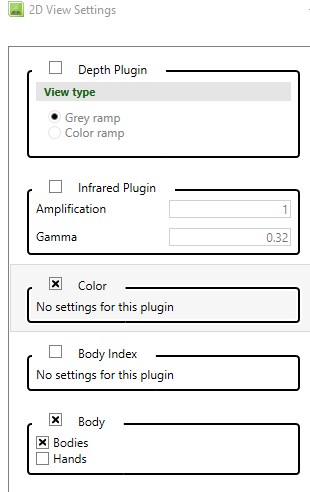 2D View Settings
Depth Plugin
View type
Grey ramp
Color ramp
Infrared Plugin
Amplification 1
Gamma 0.32
Color
No settings for this plugin
Body Index
No settings for this plugin
Body
Bodies
Hands